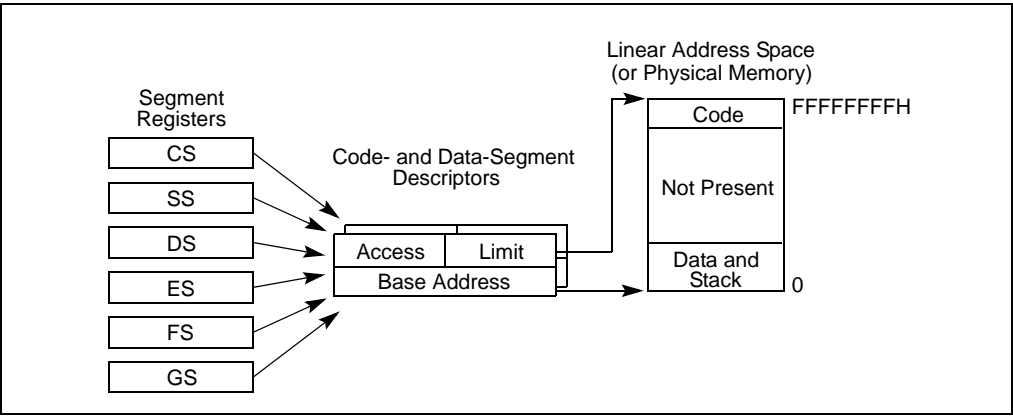 Linear Address Space
(or Physical Memory)
Segment
Registers
CS
SS
DS
ES
FS
GS
Code- and Data-Segment
Descriptors
Access
Limit
Base Address
Code
FFFFFFFFH
Not Present
Data and
Stack
0